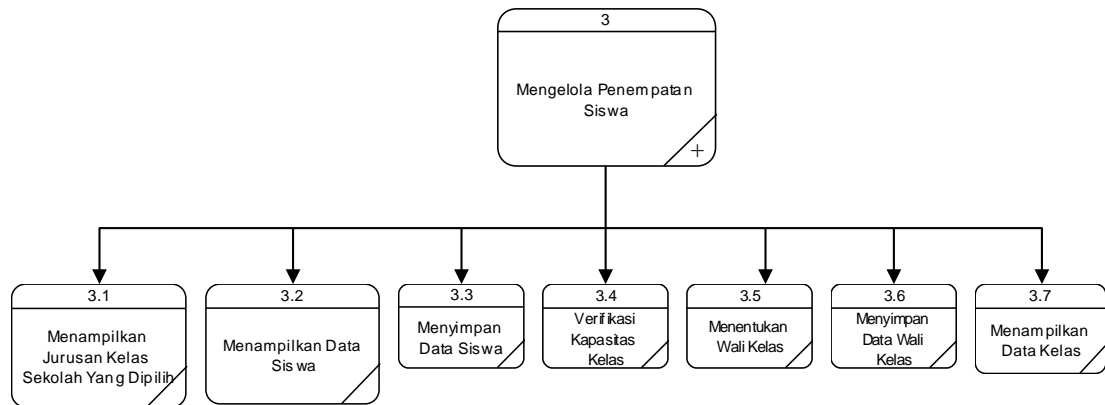 3
Mengelola Penempatan
Siswa
+
3.1
Menampilkan
Jurusan Kelas
Sekolah Yang Dipilih
3.2
Menampilkan Data
Siswa
3.3
Menyimpan
Data Siswa
3.4
Verifikasi
Kapasitas
Kelas
3.5
Menentukan
Wali Kelas
3.6
Menyimpan
Data Wali
Kelas
3.7
Menampilkan
Data Kelas